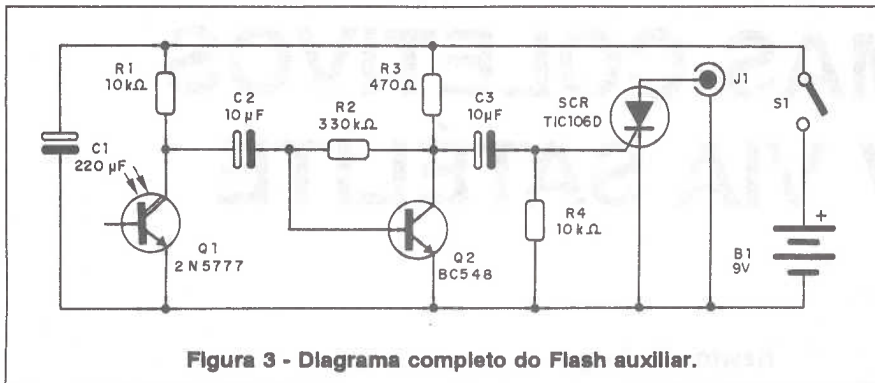 R1
10kΩ
C2
10µF
R2
330kΩ
R3
470Ω
C3
10µF
SCR
TIC106D
J1
S1
C1
220µF
Q1
2N5777
Q2
BC548
R4
10kΩ
+
B1
9V
Figura 3 - Diagrama completo do Flash auxiliar.